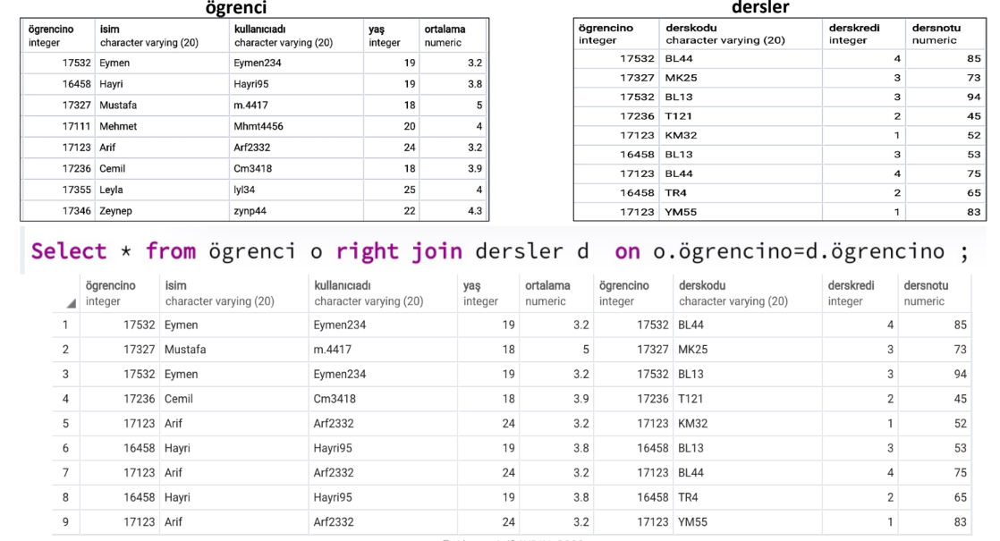 ögrenci
ögrencino isim kullanıcıadı yaş ortalama
integer character varying (20) character varying (20) integer numeric
17532 Eymen Eymen234 19 3.2
16458 Hayri Hayri95 19 3.8
17327 Mustafa m.4417 18 5
17111 Mehmet Mhmt4456 20 4
17123 Arif Arf2332 24 3.2
17236 Cemil Cm3418 18 3.9
17355 Leyla lyl34 25 4
17346 Zeynep zynp44 22 4.3
dersler
ögrencino derskodu derskredi dersnotu
integer character varying (20) integer numeric
17532 BL44 4 85
17327 MK25 3 73
17532 BL13 3 94
17236 T121 2 45
17123 KM32 1 52
16458 BL13 3 53
17123 BL44 4 75
16458 TR4 2 65
17123 YM55 1 83
Select * from ögrenci o right join dersler d on o.ögrencino=d.ögrencino ;
ögrencino isim kullanıcıadı yaş ortalama ögrencino derskodu derskredi dersnotu
integer character varying (20) character varying (20) integer numeric integer character varying (20) integer numeric
1 17532 Eymen Eymen234 19 3.2 17532 BL44 4 85
2 17327 Mustafa m.4417 18 5 17327 MK25 3 73
3 17532 Eymen Eymen234 19 3.2 17532 BL13 3 94
4 17236 Cemil Cm3418 18 3.9 17236 T121 2 45
5 17123 Arif Arf2332 24 3.2 17123 KM32 1 52
6 16458 Hayri Hayri95 19 3.8 16458 BL13 3 53
7 17123 Arif Arf2332 24 3.2 17123 BL44 4 75
8 16458 Hayri Hayri95 19 3.8 16458 TR4 2 65
9 17123 Arif Arf2332 24 3.2 17123 YM55 1 83